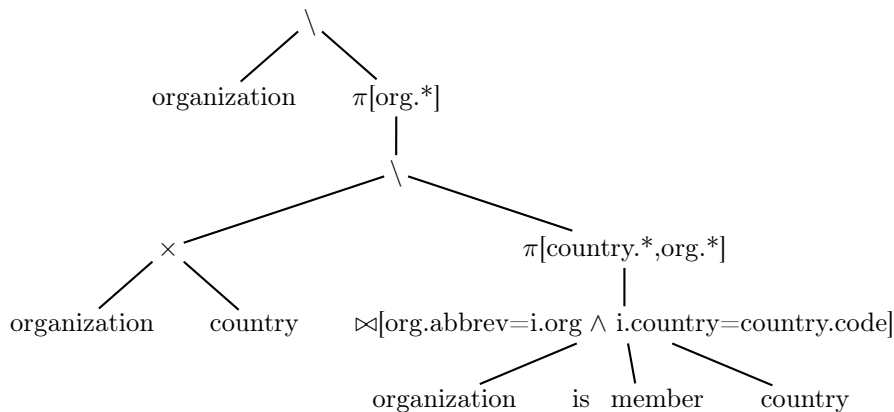 \
organization π[org.*]
\
× π[country.*,org.*]
organization country ⋈[org.abbrev=i.org ∧ i.country=country.code]
organization is member country